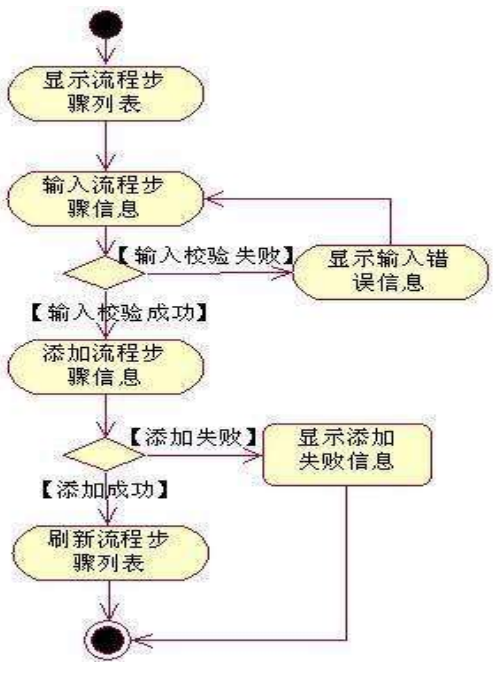 显示流程步
骤列表
输入流程步
骤信息
【输入校验失败】
显示输入错
误信息
【输入校验成功】
添加流程步
骤信息
【添加失败】
显示添加
失败信息
【添加成功】
刷新流程步
骤列表